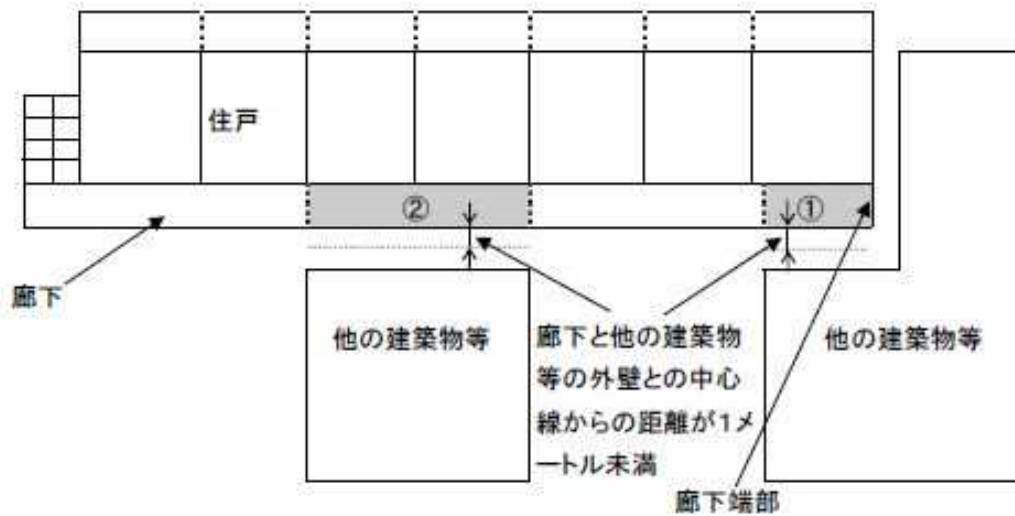 住戸
②
①
廊下
他の建築物等
廊下と他の建築物
等の外壁との中心
線からの距離が1メ
ートル未満
他の建築物等
廊下端部